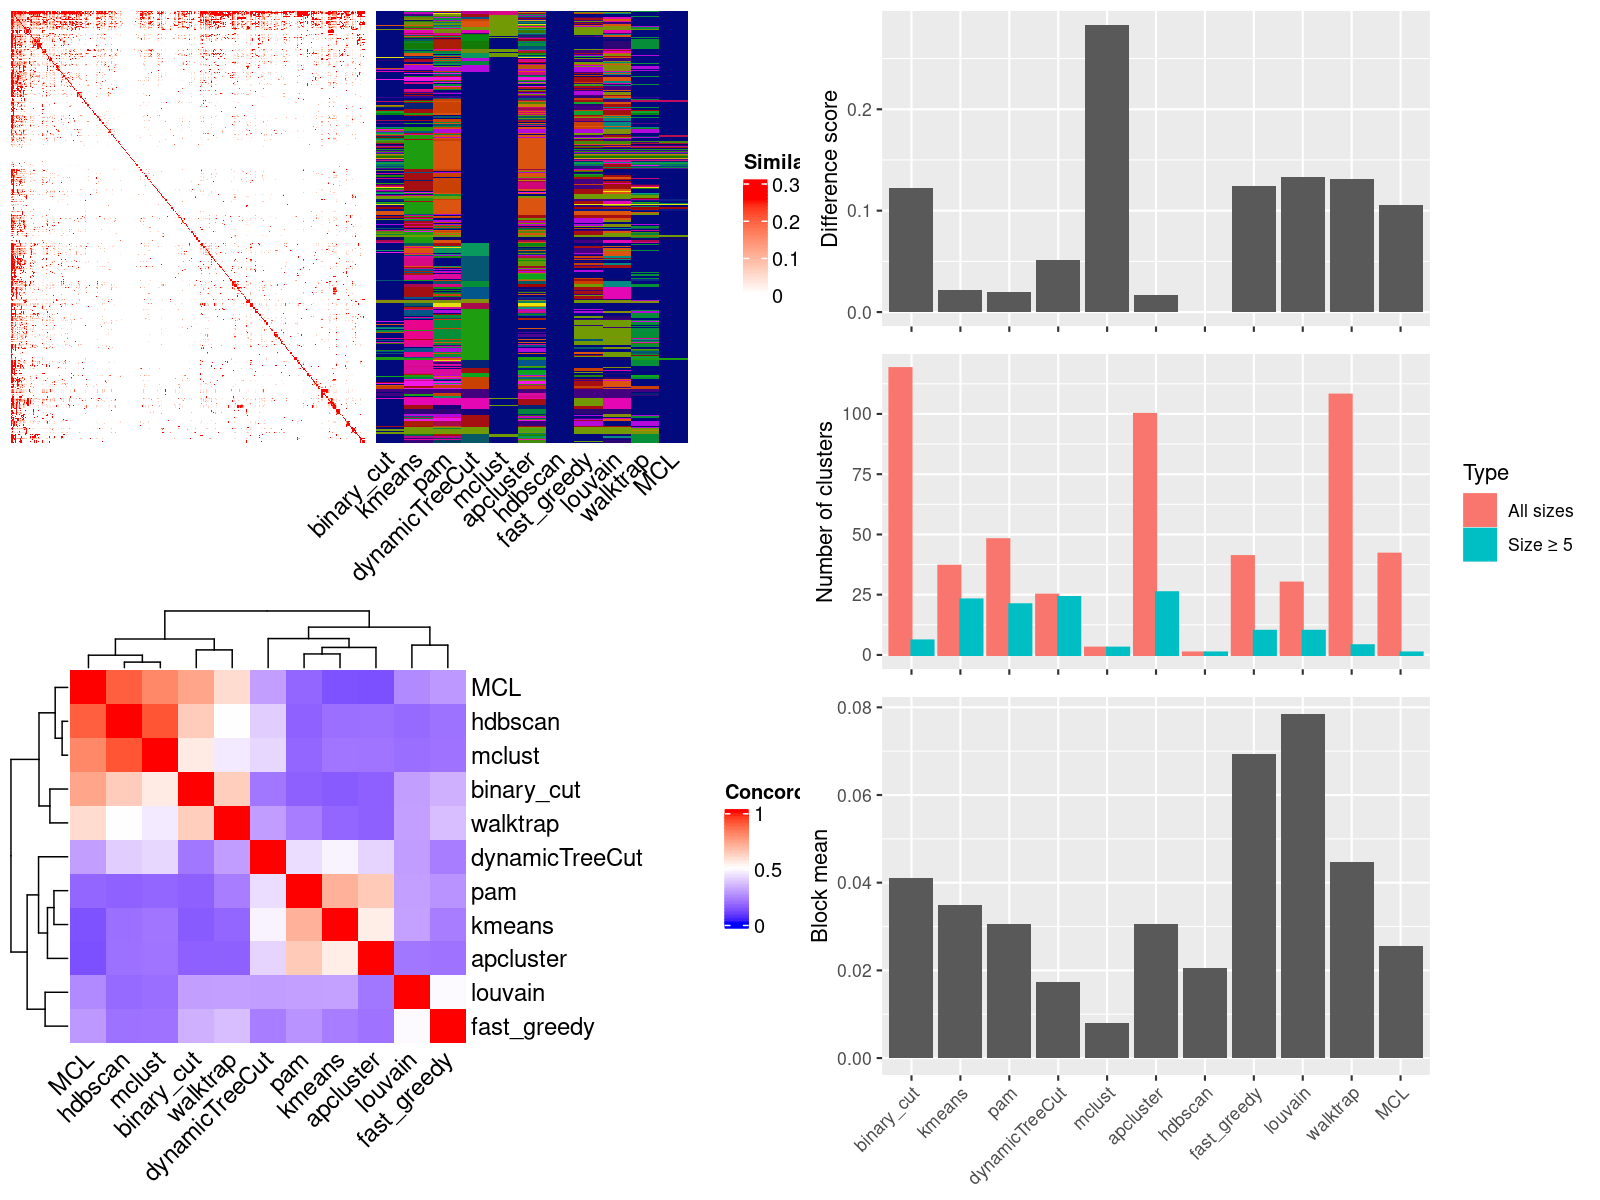 Simila
0.3
0.2
0.1
0
binary_cut
kmeans
pam
dynamicTreeCut
mclust
apcluster
hdbscan
fast_greedy
louvain
walktrap
MCL
MCL
hdbscan
mclust
binary_cut
walktrap
dynamicTreeCut
pam
kmeans
apcluster
louvain
fast_greedy
MCL
hdbscan
mclust
binary_cut
walktrap
dynamicTreeCut
pam
kmeans
apcluster
louvain
fast_greedy
Concord
1
0.5
0
Difference score
0.2
0.1
0.0
Number of clusters
100
75
50
25
0
Type
All sizes
Size ≥ 5
Block mean
0.08
0.06
0.04
0.02
0.00
binary_cut
kmeans
pam
dynamicTreeCut
mclust
apcluster
hdbscan
fast_greedy
louvain
walktrap
MCL